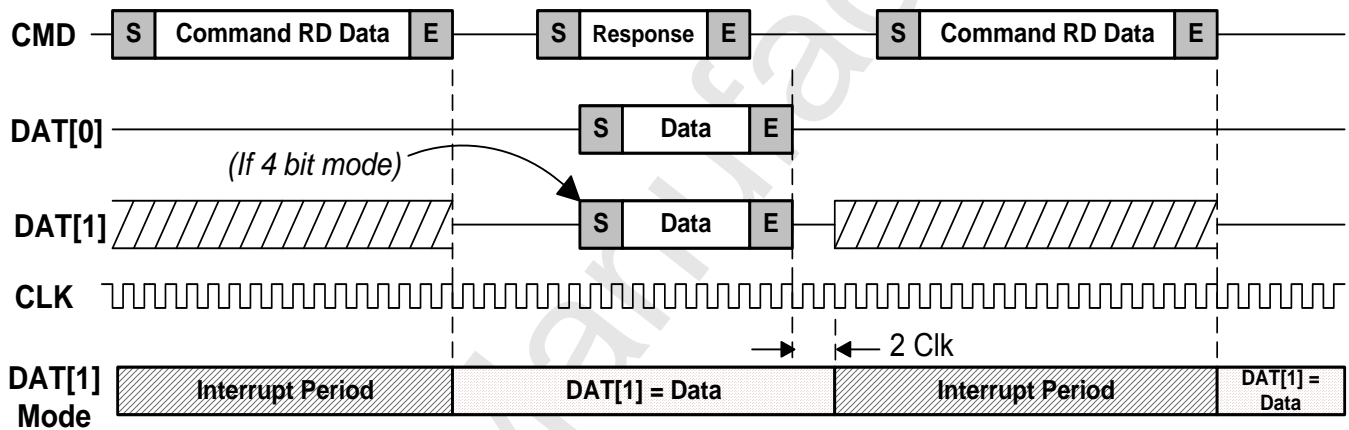 CMD S Command RD Data E S Response E S Command RD Data E
DAT[0] S Data E
(If 4 bit mode)
DAT[1] S Data E
CLK
2 Clk
DAT[1] Mode Interrupt Period DAT[1] = Data Interrupt Period DAT[1] = Data